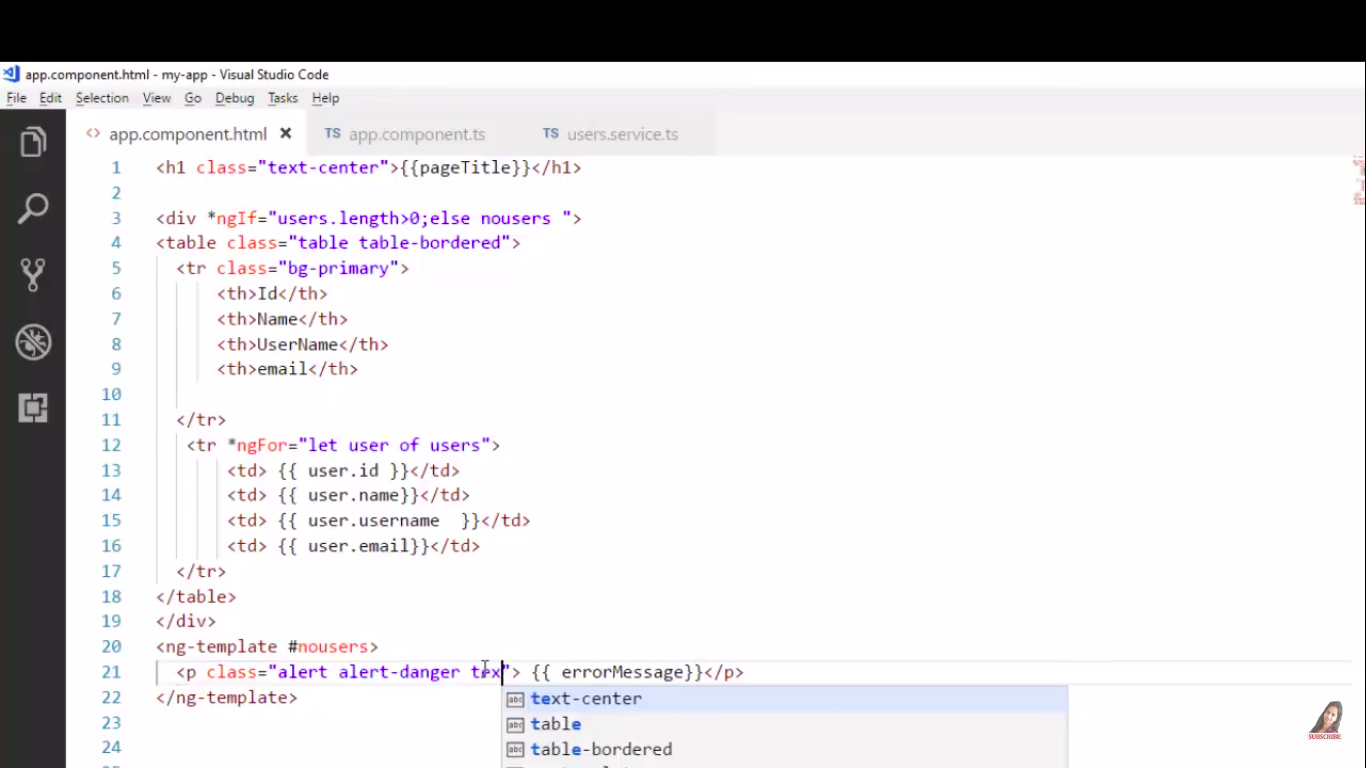 app.component.html - my-app - Visual Studio Code
File Edit Selection View Go Debug Tasks Help
<> app.component.html × TS app.component.ts TS users.service.ts
1 <h1 class="text-center">{{pageTitle}}</h1>
2
3 <div *ngIf="users.length>0;else nousers ">
4 <table class="table table-bordered">
5 <tr class="bg-primary">
6 <th>Id</th>
7 <th>Name</th>
8 <th>UserName</th>
9 <th>email</th>
10
11 </tr>
12 <tr *ngFor="let user of users">
13 <td> {{ user.id }}</td>
14 <td> {{ user.name}}</td>
15 <td> {{ user.username  }}</td>
16 <td> {{ user.email}}</td>
17 </tr>
18 </table>
19 </div>
20 <ng-template #nousers>
21 <p class="alert alert-danger tex"> {{ errorMessage}}</p>
22 </ng-template>
abc text-center
23
abc table
24
abc table-bordered
SUBSCRIBE